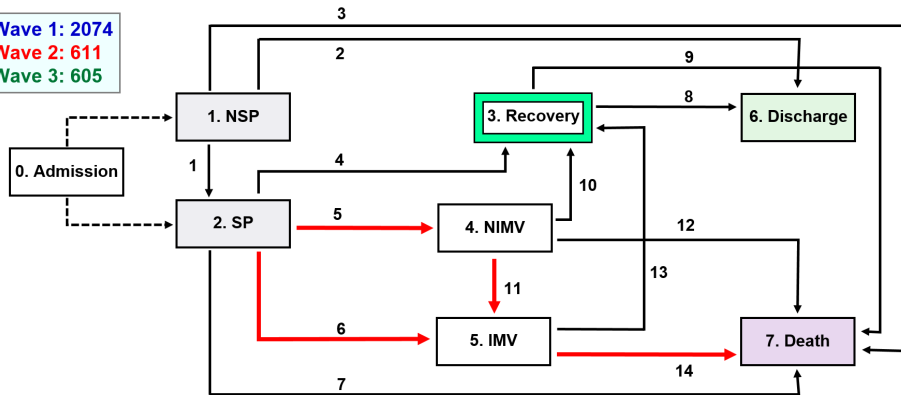 Wave 1: 2074
Wave 2: 611
Wave 3: 605
3
2
9
1. NSP
3. Recovery
8
6. Discharge
0. Admission
1
4
10
2. SP
5
4. NIMV
12
11
13
6
5. IMV
7. Death
14
7